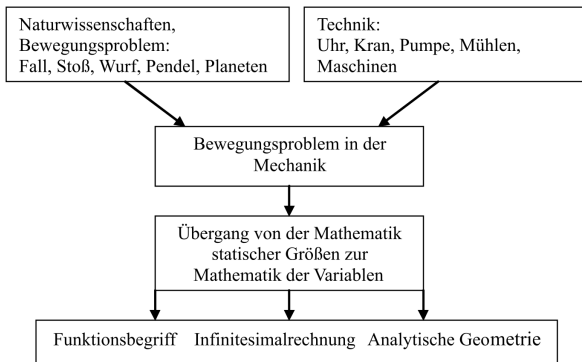 Naturwissenschaften,
Bewegungsproblem:
Fall, Stoß, Wurf, Pendel, Planeten
Technik:
Uhr, Kran, Pumpe, Mühlen,
Maschinen
Bewegungsproblem in der
Mechanik
Übergang von der Mathematik
statischer Größen zur
Mathematik der Variablen
Funktionsbegriff Infinitesimalrechnung Analytische Geometrie